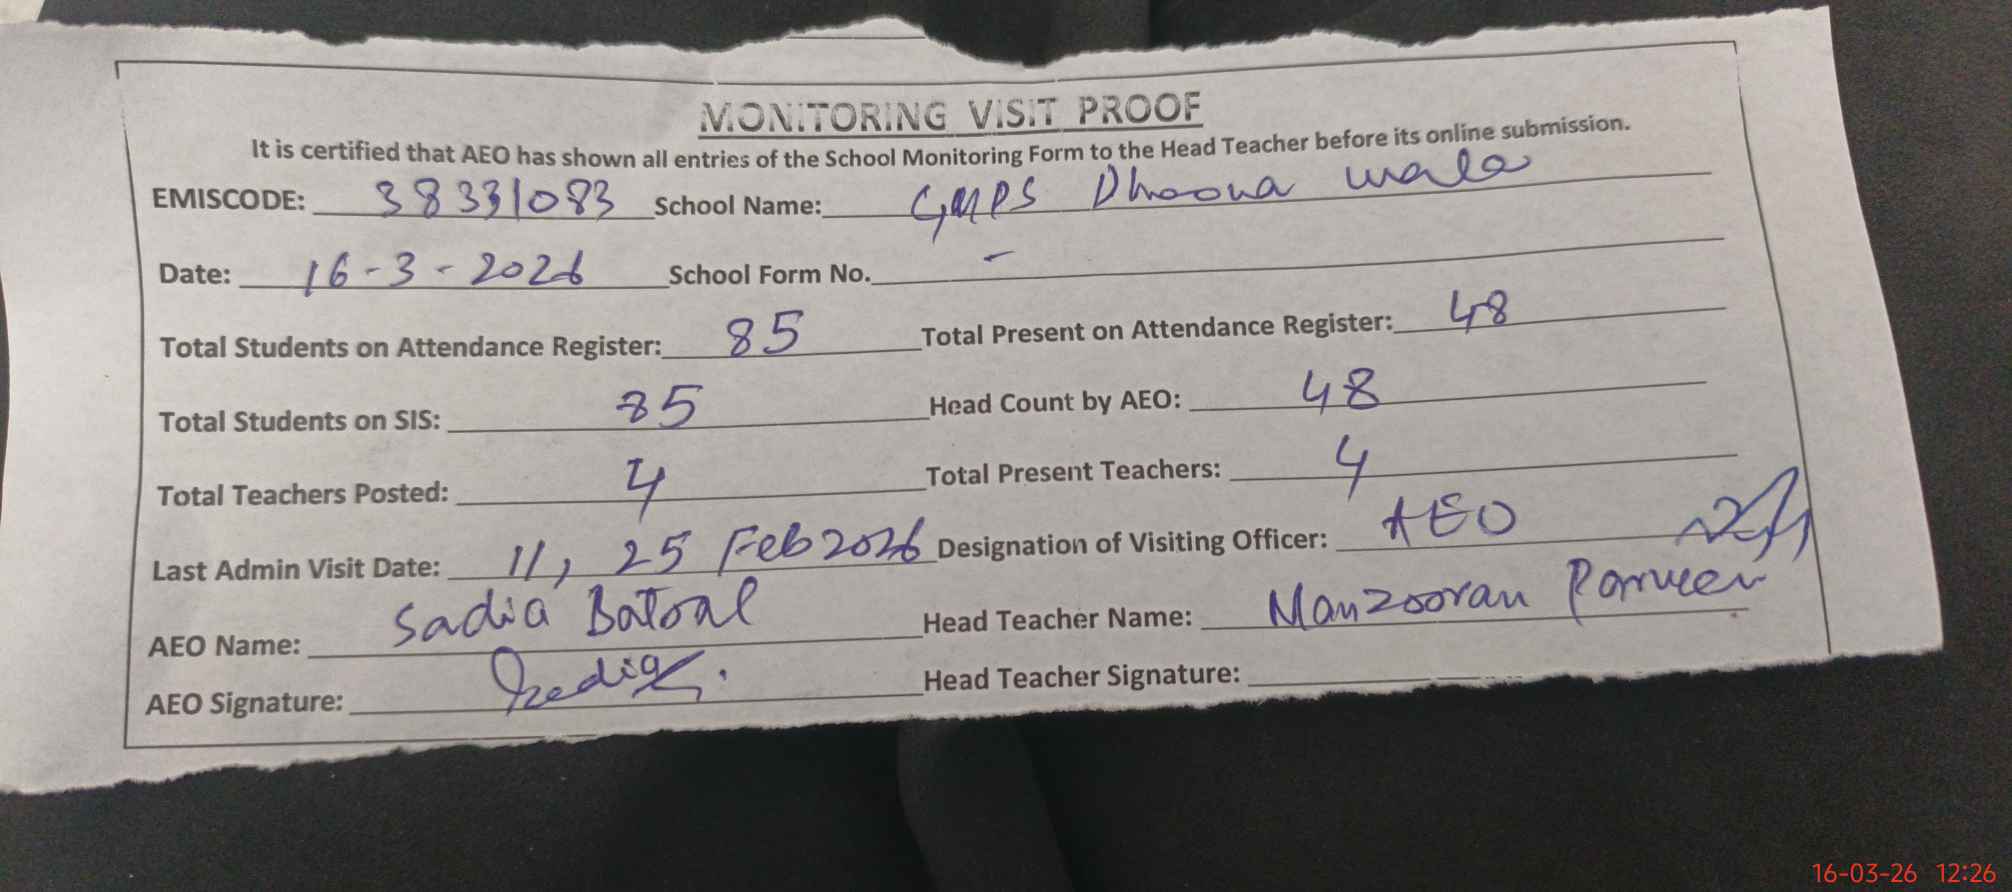 MONITORING VISIT PROOF
It is certified that AEO has shown all entries of the School Monitoring Form to the Head Teacher before its online submission.
EMISCODE: 38331083 School Name: GMPS Dhoona wala
Date: 16-3-2026 School Form No. -
Total Students on Attendance Register: 85 Total Present on Attendance Register: 48
Total Students on SIS: 85 Head Count by AEO: 48
Total Teachers Posted: 4 Total Present Teachers: 4
Last Admin Visit Date: 11, 25 Feb 2026 Designation of Visiting Officer: AEO
AEO Name: Sadia Batool Head Teacher Name: Manzooran Parveen
AEO Signature: Head Teacher Signature:
16-03-26 12:26